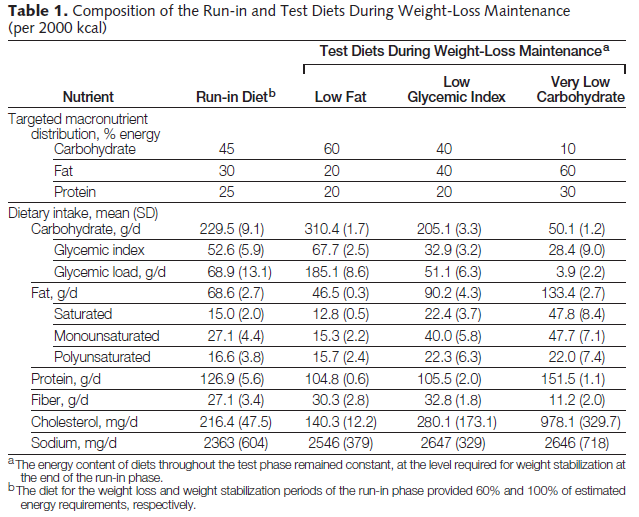 Table 1. Composition of the Run-in and Test Diets During Weight-Loss Maintenance
(per 2000 kcal)
Test Diets During Weight-Loss Maintenanceᵃ
Nutrient Run-in Dietᵇ Low Fat Low Glycemic Index Very Low Carbohydrate
Targeted macronutrient
distribution, % energy
Carbohydrate 45 60 40 10
Fat 30 20 40 60
Protein 25 20 20 30
Dietary intake, mean (SD)
Carbohydrate, g/d 229.5 (9.1) 310.4 (1.7) 205.1 (3.3) 50.1 (1.2)
Glycemic index 52.6 (5.9) 67.7 (2.5) 32.9 (3.2) 28.4 (9.0)
Glycemic load, g/d 68.9 (13.1) 185.1 (8.6) 51.1 (6.3) 3.9 (2.2)
Fat, g/d 68.6 (2.7) 46.5 (0.3) 90.2 (4.3) 133.4 (2.7)
Saturated 15.0 (2.0) 12.8 (0.5) 22.4 (3.7) 47.8 (8.4)
Monounsaturated 27.1 (4.4) 15.3 (2.2) 40.0 (5.8) 47.7 (7.1)
Polyunsaturated 16.6 (3.8) 15.7 (2.4) 22.3 (6.3) 22.0 (7.4)
Protein, g/d 126.9 (5.6) 104.8 (0.6) 105.5 (2.0) 151.5 (1.1)
Fiber, g/d 27.1 (3.4) 30.3 (2.8) 32.8 (1.8) 11.2 (2.0)
Cholesterol, mg/d 216.4 (47.5) 140.3 (12.2) 280.1 (173.1) 978.1 (329.7)
Sodium, mg/d 2363 (604) 2546 (379) 2647 (329) 2646 (718)
ᵃThe energy content of diets throughout the test phase remained constant, at the level required for weight stabilization at
the end of the run-in phase.
ᵇThe diet for the weight loss and weight stabilization periods of the run-in phase provided 60% and 100% of estimated
energy requirements, respectively.